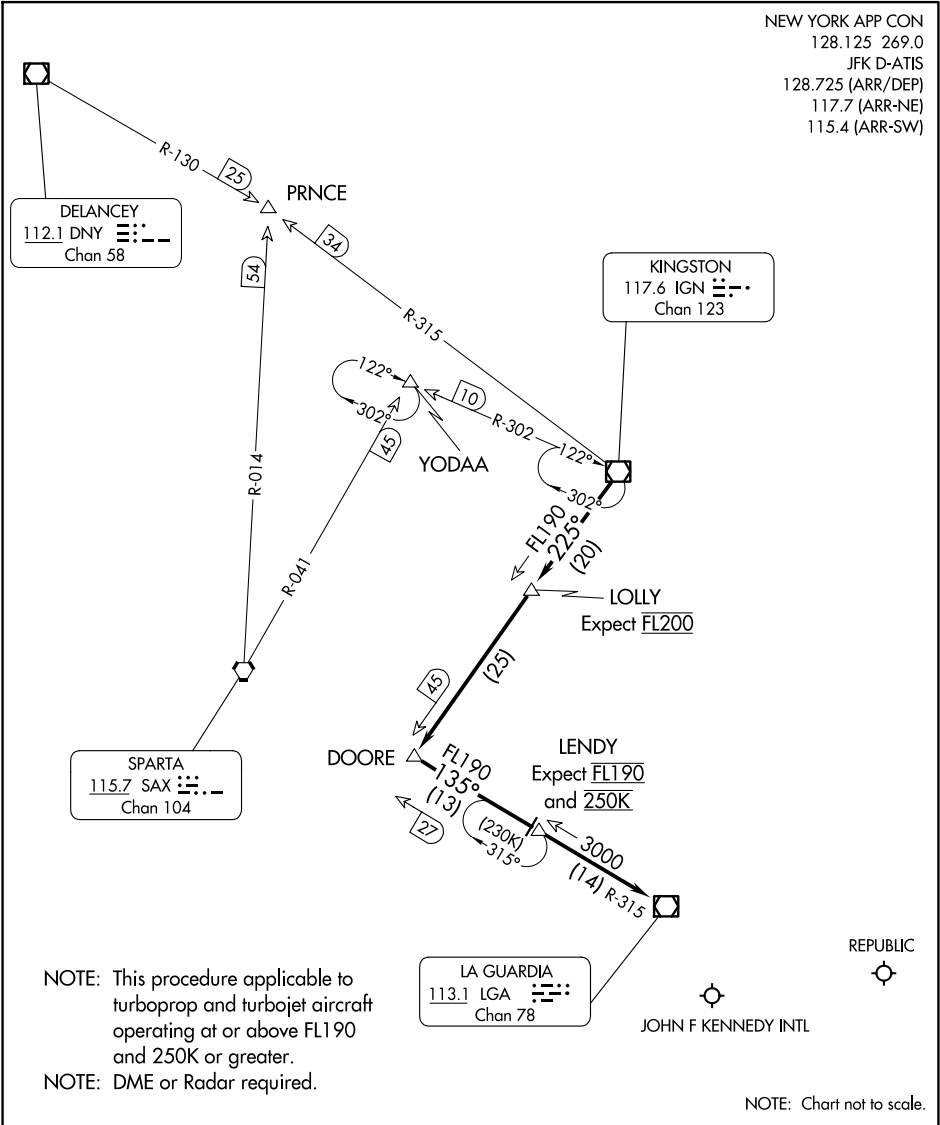 NEW YORK APP CON
128.125 269.0
JFK D-ATIS
128.725 (ARR/DEP)
117.7 (ARR-NE)
115.4 (ARR-SW)
R-130
25
PRNCE
DELANCEY
112.1 DNY
Chan 58
34
54
KINGSTON
117.6 IGN
Chan 123
R-315
122°
302°
10
R-302
45
YODAA
122°
302°
R-014
R-041
FL190
225°
(20)
LOLLY
Expect FL200
(25)
45
SPARTA
115.7 SAX
Chan 104
DOORE
FL190
135°
(13)
LENDY
Expect FL190
and 250K
27
(230K)
315°
3000
(14) R-315
LA GUARDIA
113.1 LGA
Chan 78
REPUBLIC
JOHN F KENNEDY INTL
NOTE: This procedure applicable to
turboprop and turbojet aircraft
operating at or above FL190
and 250K or greater.
NOTE: DME or Radar required.
NOTE: Chart not to scale.